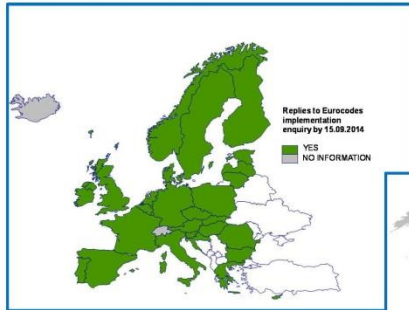 Replies to Eurocodes
implementation
enquiry by 15.09.2014
YES
NO INFORMATION